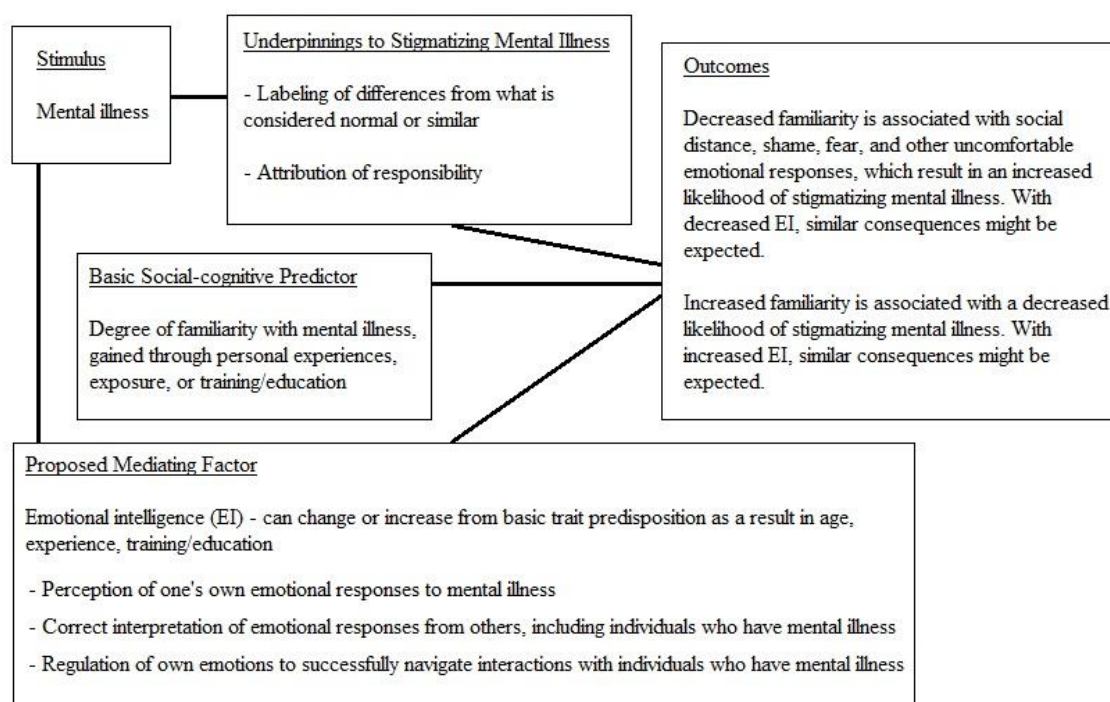 Stimulus
Mental illness
Underpinnings to Stigmatizing Mental Illness
- Labeling of differences from what is
considered normal or similar
- Attribution of responsibility
Outcomes
Decreased familiarity is associated with social
distance, shame, fear, and other uncomfortable
emotional responses, which result in an increased
likelihood of stigmatizing mental illness. With
decreased EI, similar consequences might be
expected.
Increased familiarity is associated with a decreased
likelihood of stigmatizing mental illness. With
increased EI, similar consequences might be
expected.
Basic Social-cognitive Predictor
Degree of familiarity with mental illness,
gained through personal experiences,
exposure, or training/education
Proposed Mediating Factor
Emotional intelligence (EI) - can change or increase from basic trait predisposition as a result in age,
experience, training/education
- Perception of one's own emotional responses to mental illness
- Correct interpretation of emotional responses from others, including individuals who have mental illness
- Regulation of own emotions to successfully navigate interactions with individuals who have mental illness